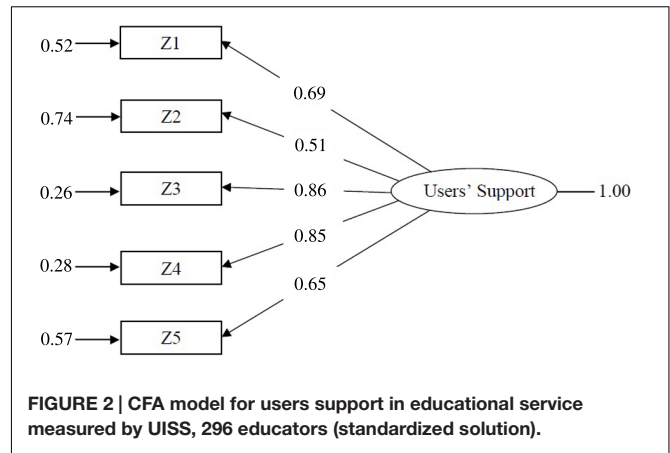 0.52 Z1
0.69
0.74 Z2
0.51
0.26 Z3 0.86 Users' Support 1.00
0.85
0.28 Z4
0.65
0.57 Z5
FIGURE 2 | CFA model for users support in educational service
measured by UISS, 296 educators (standardized solution).